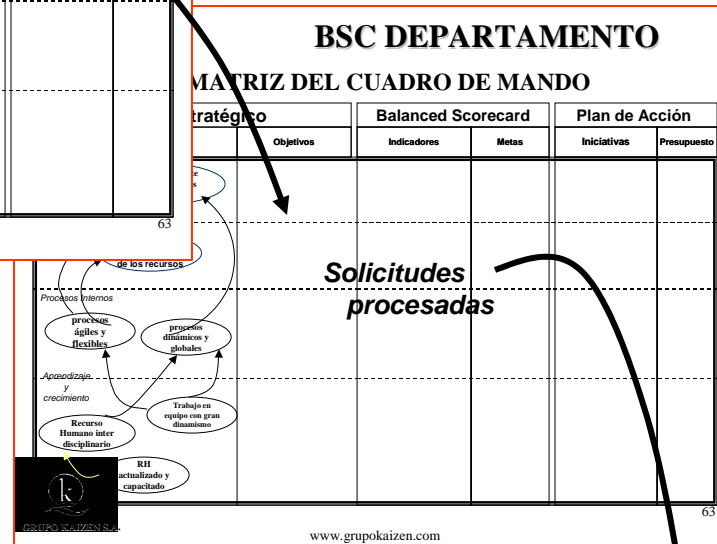 BSC DEPARTAMENTO
MATRIZ DEL CUADRO DE MANDO
tratégico
Balanced Scorecard
Plan de Acción
Objetivos
Indicadores
Metas
Iniciativas
Presupuesto
63
de los recursos
Solicitudes
procesadas
Procesos Internos
procesos
ágiles y
flexibles
procesos
dinámicos y
globales
Aprendizaje
y
crecimiento
Trabajo en
equipo con gran
dinamismo
Recurso
Humano inter
disciplinario
RH
actualizado y
capacitado
k
GRUPO KAIZEN S.A.
63
www.grupokaizen.com